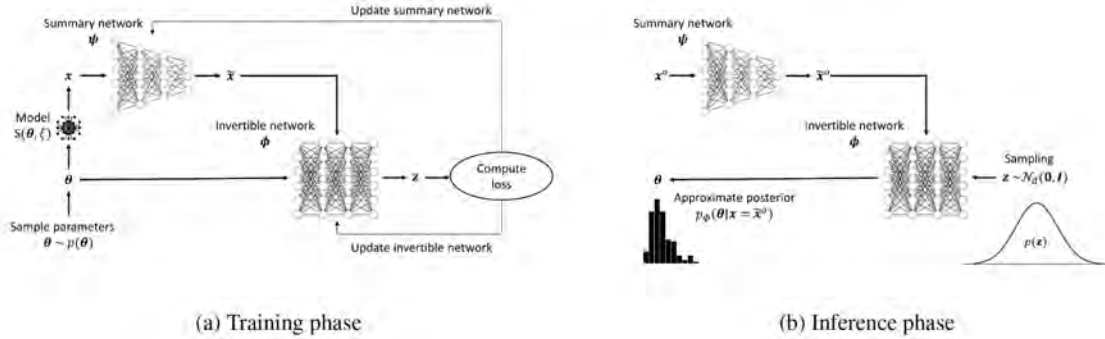 Update summary network
Summary network
ψ
x
x̃
Model
S(θ, ξ)
Invertible network
ϕ
θ
z
Compute
loss
Sample parameters
θ ~ p(θ)
Update invertible network
(a) Training phase
Summary network
ψ
xᵒ
x̃ᵒ
Invertible network
ϕ
Sampling
z ~ 𝒩_d(0, I)
θ
Approximate posterior
p_ϕ(θ|x = x̃ᵒ)
p(z)
(b) Inference phase